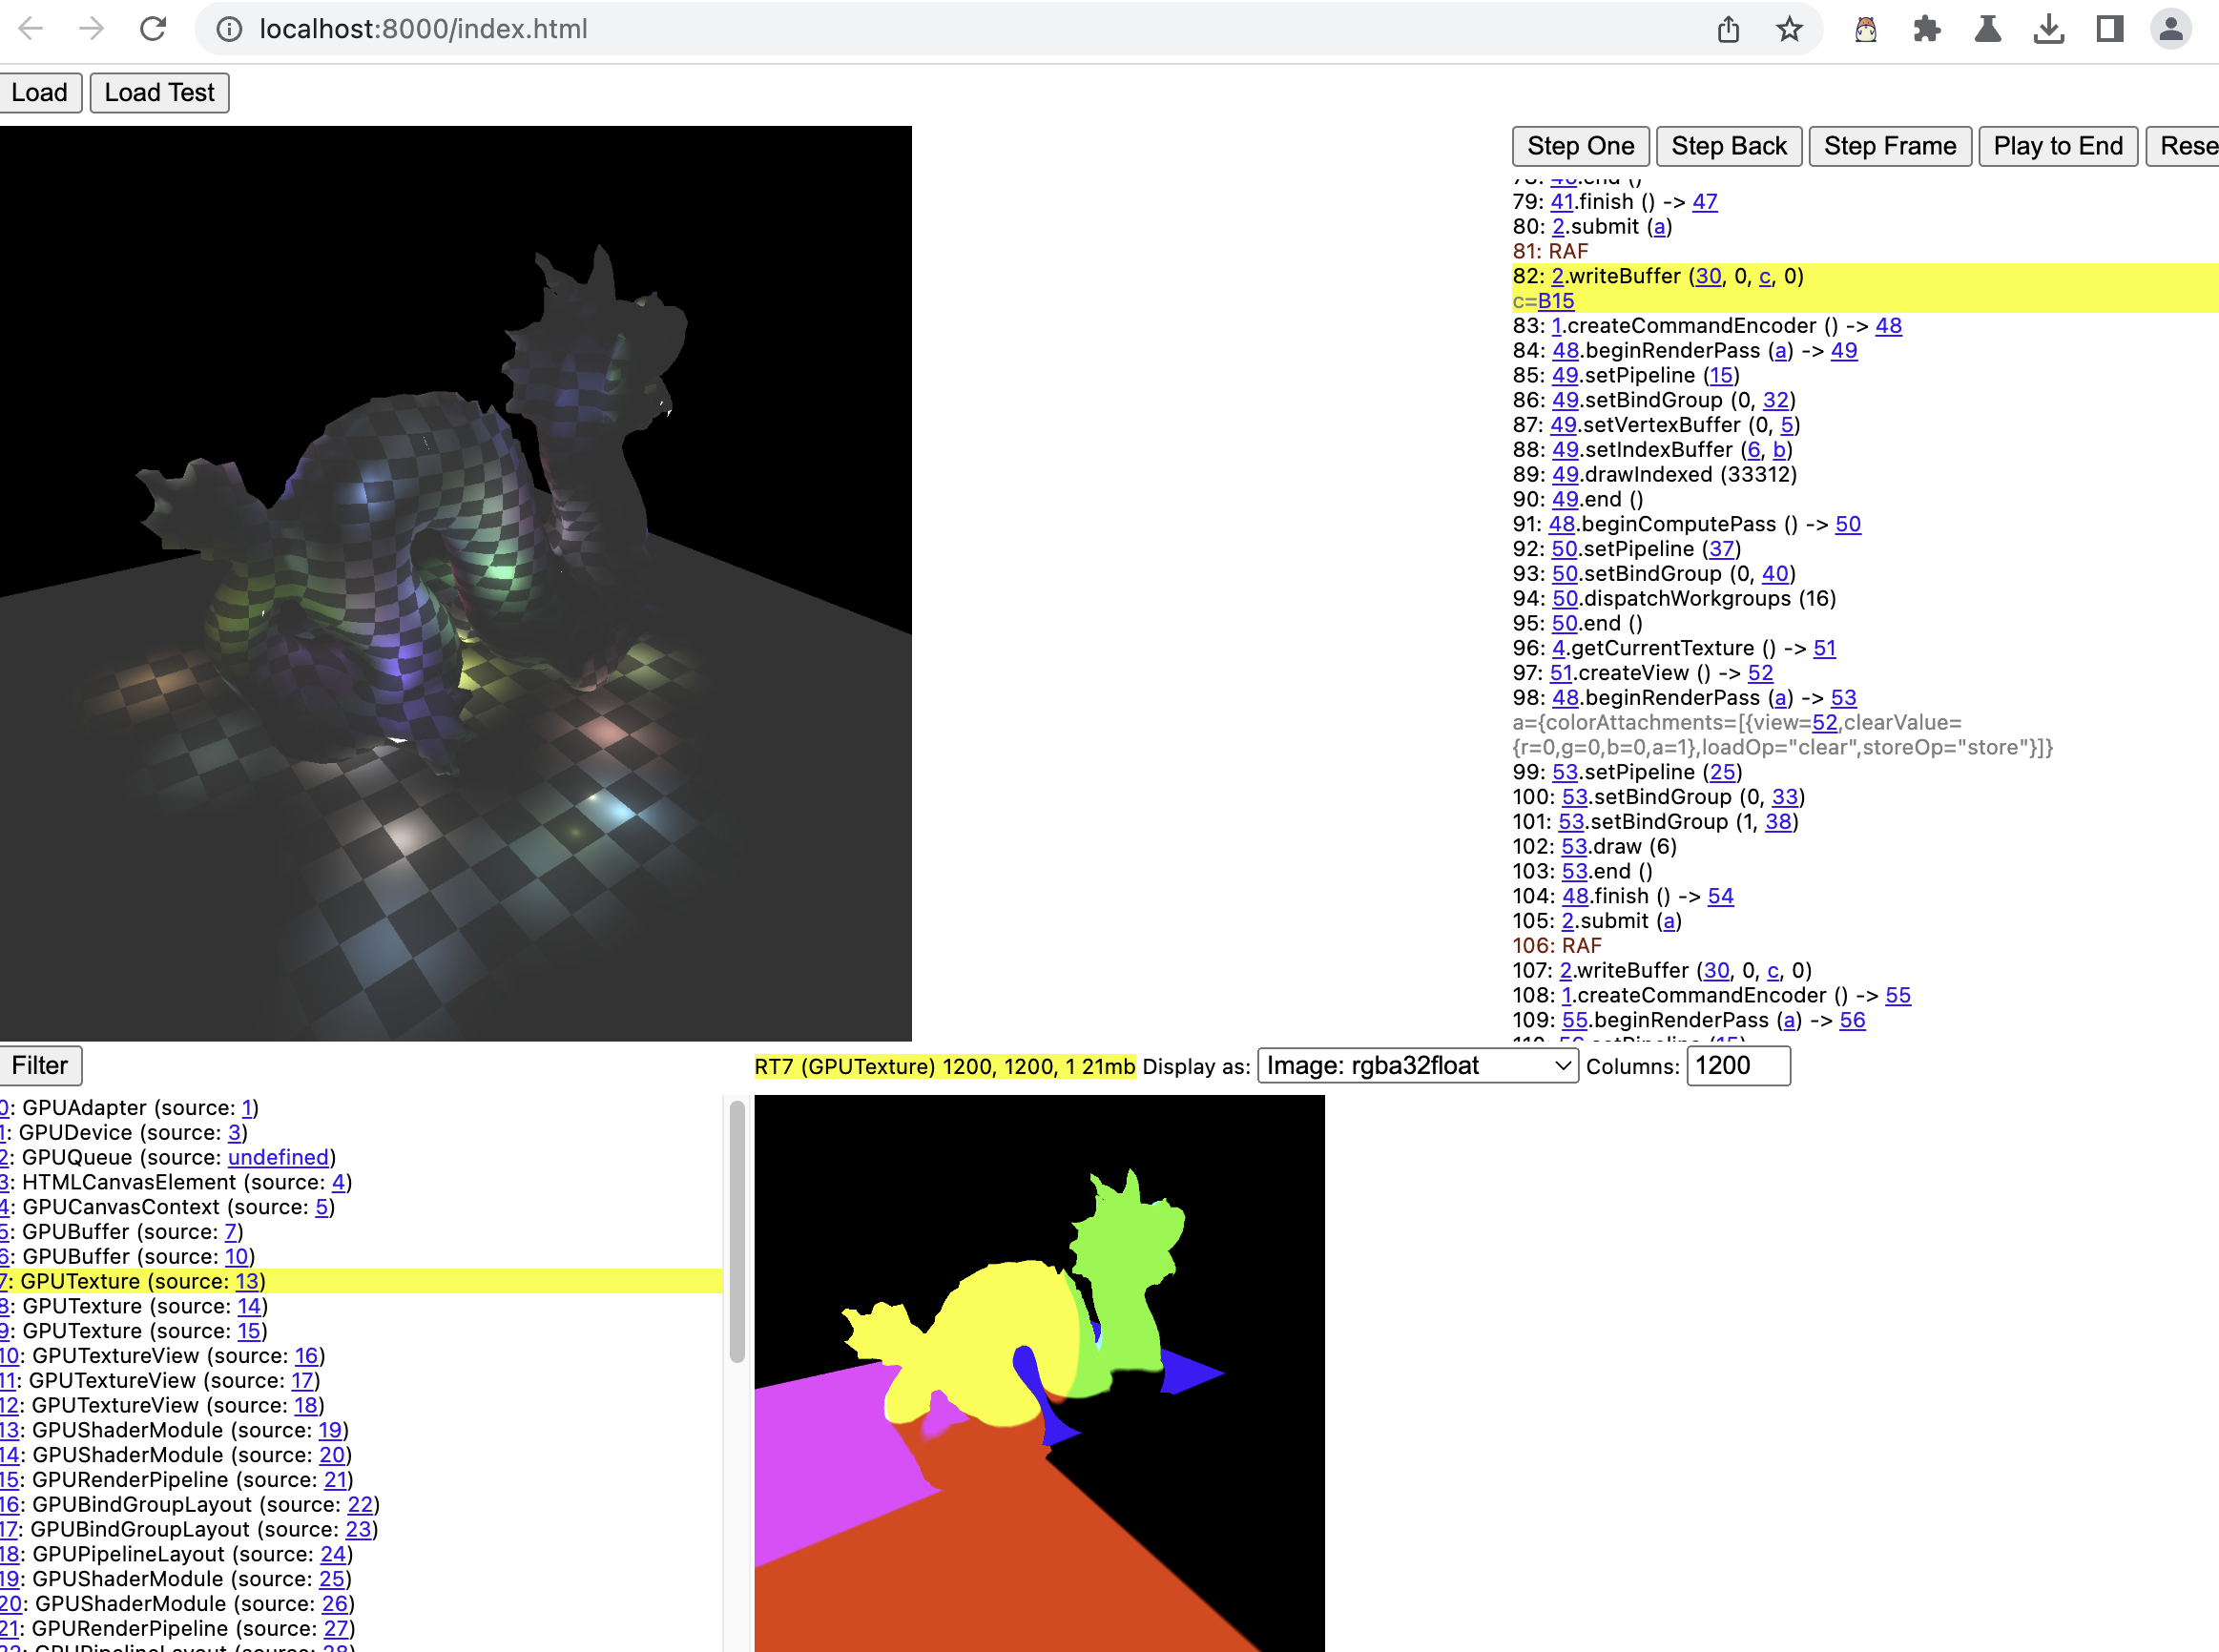 localhost:8000/index.html
Load Load Test
Step One Step Back Step Frame Play to End Rese
78: 46.end ()
79: 41.finish () -> 47
80: 2.submit (a)
81: RAF
82: 2.writeBuffer (30, 0, c, 0)
c=B15
83: 1.createCommandEncoder () -> 48
84: 48.beginRenderPass (a) -> 49
85: 49.setPipeline (15)
86: 49.setBindGroup (0, 32)
87: 49.setVertexBuffer (0, 5)
88: 49.setIndexBuffer (6, b)
89: 49.drawIndexed (33312)
90: 49.end ()
91: 48.beginComputePass () -> 50
92: 50.setPipeline (37)
93: 50.setBindGroup (0, 40)
94: 50.dispatchWorkgroups (16)
95: 50.end ()
96: 4.getCurrentTexture () -> 51
97: 51.createView () -> 52
98: 48.beginRenderPass (a) -> 53
a={colorAttachments=[{view=52,clearValue=
{r=0,g=0,b=0,a=1},loadOp="clear",storeOp="store"}]}
99: 53.setPipeline (25)
100: 53.setBindGroup (0, 33)
101: 53.setBindGroup (1, 38)
102: 53.draw (6)
103: 53.end ()
104: 48.finish () -> 54
105: 2.submit (a)
106: RAF
107: 2.writeBuffer (30, 0, c, 0)
108: 1.createCommandEncoder () -> 55
109: 55.beginRenderPass (a) -> 56
110: 56.setPipeline (15)
Filter
RT7 (GPUTexture) 1200, 1200, 1 21mb Display as: Image: rgba32float Columns: 1200
0: GPUAdapter (source: 1)
1: GPUDevice (source: 3)
2: GPUQueue (source: undefined)
3: HTMLCanvasElement (source: 4)
4: GPUCanvasContext (source: 5)
5: GPUBuffer (source: 7)
6: GPUBuffer (source: 10)
7: GPUTexture (source: 13)
8: GPUTexture (source: 14)
9: GPUTexture (source: 15)
10: GPUTextureView (source: 16)
11: GPUTextureView (source: 17)
12: GPUTextureView (source: 18)
13: GPUShaderModule (source: 19)
14: GPUShaderModule (source: 20)
15: GPURenderPipeline (source: 21)
16: GPUBindGroupLayout (source: 22)
17: GPUBindGroupLayout (source: 23)
18: GPUPipelineLayout (source: 24)
19: GPUShaderModule (source: 25)
20: GPUShaderModule (source: 26)
21: GPURenderPipeline (source: 27)
22: GPUPipelineLayout (source: 28)